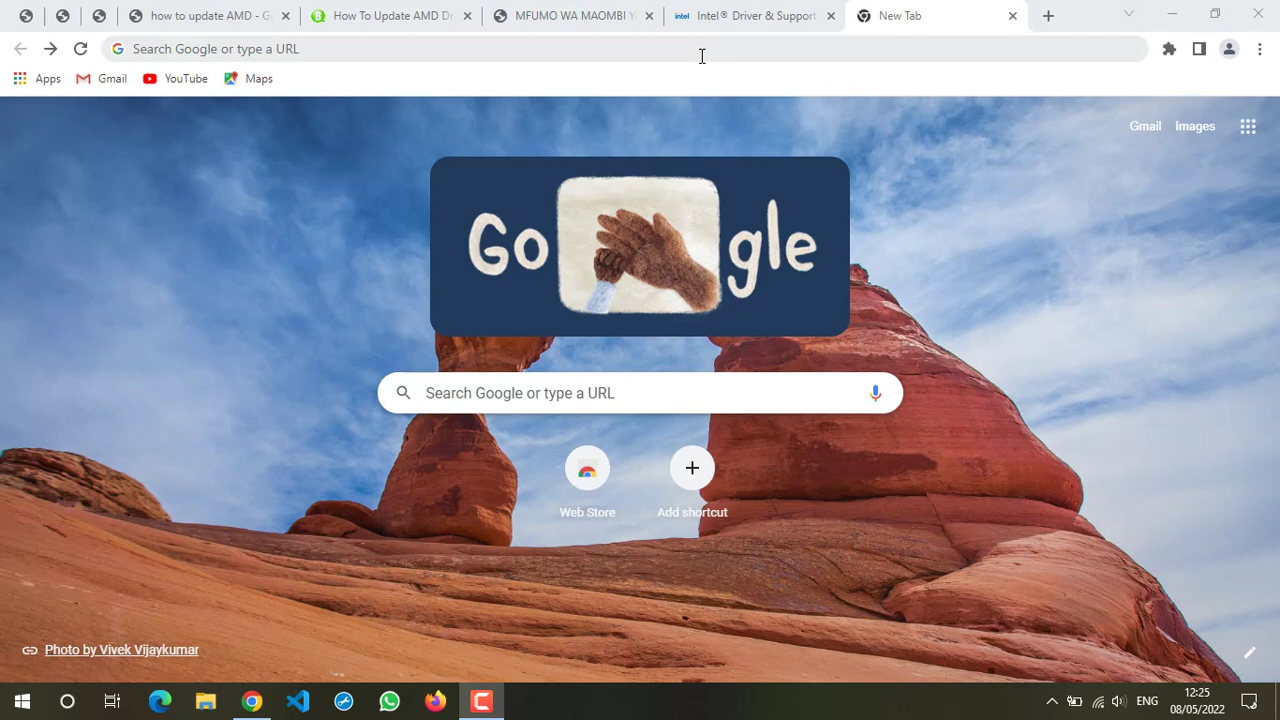 how to update AMD - G
How To Update AMD Dr
MFUMO WA MAOMBI Y
Intel® Driver & Support
New Tab
Search Google or type a URL
Apps
Gmail
YouTube
Maps
Gmail
Images
Go gle
Search Google or type a URL
Web Store
Add shortcut
Photo by Vivek Vijaykumar
ENG
12:25
08/05/2022